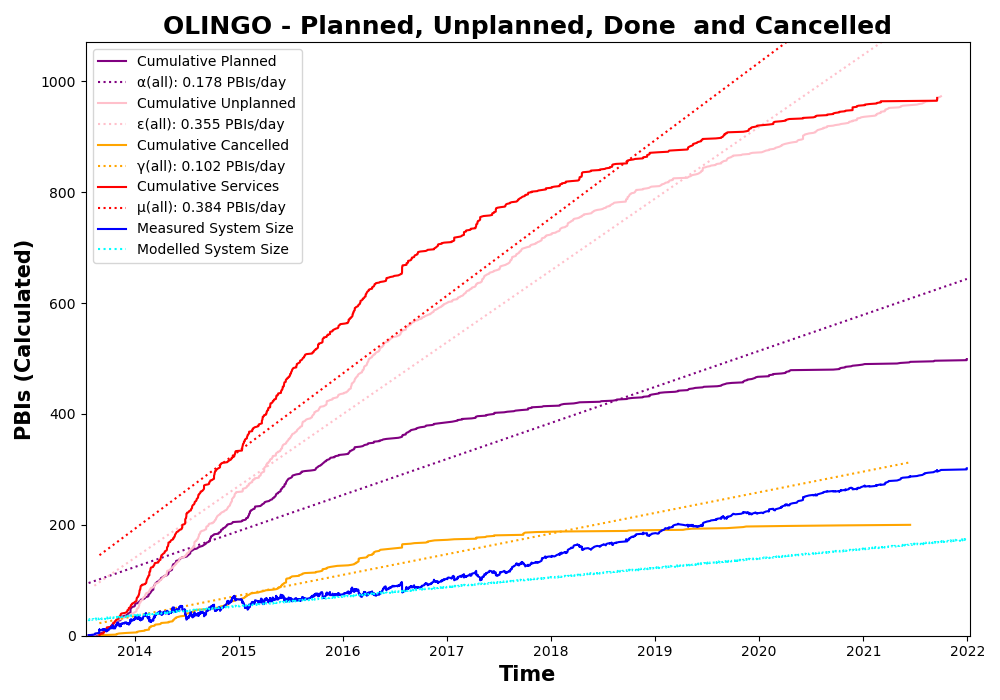 OLINGO - Planned, Unplanned, Done  and Cancelled
Cumulative Planned
α(all): 0.178 PBIs/day
Cumulative Unplanned
ε(all): 0.355 PBIs/day
Cumulative Cancelled
γ(all): 0.102 PBIs/day
Cumulative Services
μ(all): 0.384 PBIs/day
Measured System Size
Modelled System Size
PBIs (Calculated)
1000
800
600
400
200
0
2014 2015 2016 2017 2018 2019 2020 2021 2022
Time